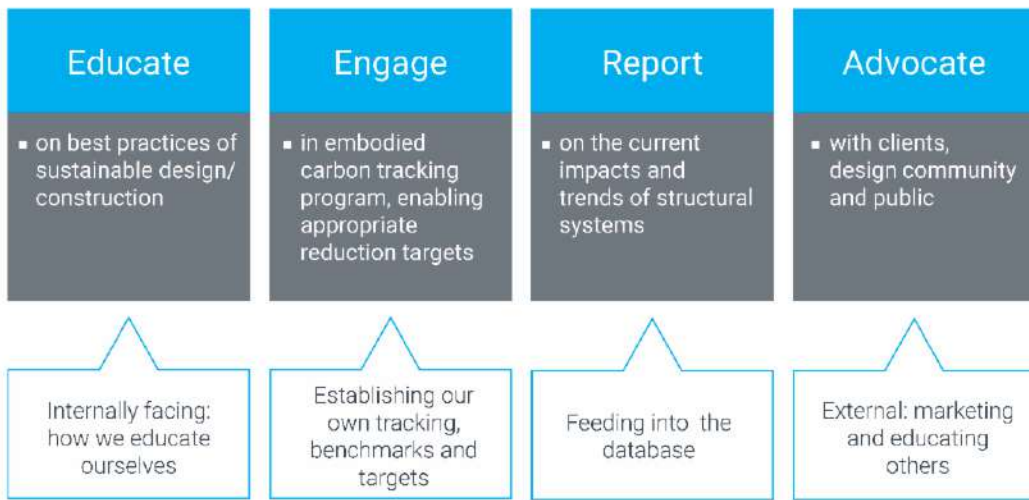 Educate
▪ on best practices of
sustainable design/
construction
Internally facing:
how we educate
ourselves
Engage
▪ in embodied
carbon tracking
program, enabling
appropriate
reduction targets
Establishing our
own tracking,
benchmarks and
targets
Report
▪ on the current
impacts and
trends of structural
systems
Feeding into the
database
Advocate
▪ with clients,
design community
and public
External: marketing
and educating
others